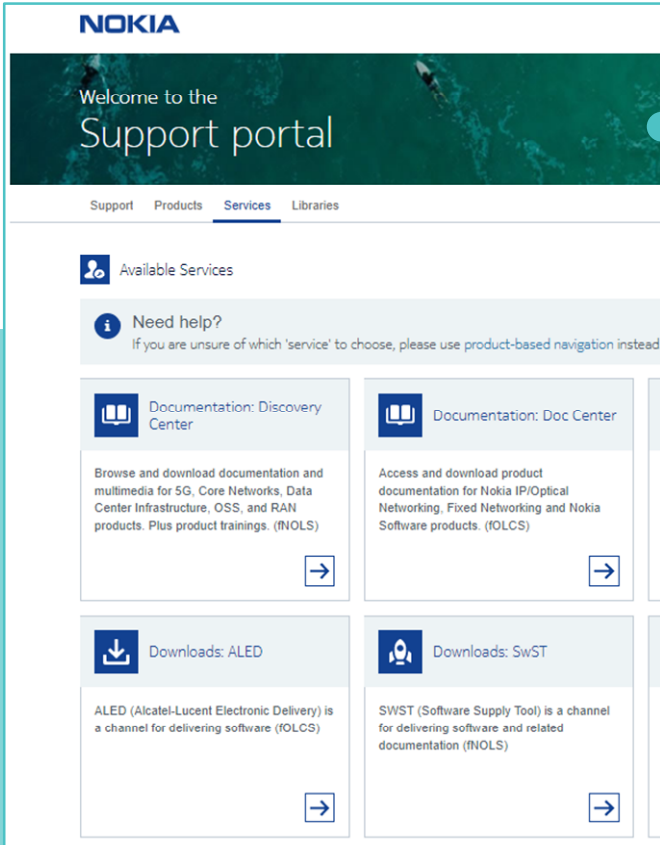 NOKIA
Welcome to the
Support portal
Support Products Services Libraries
Available Services
Need help?
If you are unsure of which 'service' to choose, please use product-based navigation instead
Documentation: Discovery
Center
Browse and download documentation and
multimedia for 5G, Core Networks, Data
Center Infrastructure, OSS, and RAN
products. Plus product trainings. (fNOLS)
Documentation: Doc Center
Access and download product
documentation for Nokia IP/Optical
Networking, Fixed Networking and Nokia
Software products. (fOLCS)
Downloads: ALED
ALED (Alcatel-Lucent Electronic Delivery) is
a channel for delivering software (fOLCS)
Downloads: SwST
SWST (Software Supply Tool) is a channel
for delivering software and related
documentation (fNOLS)